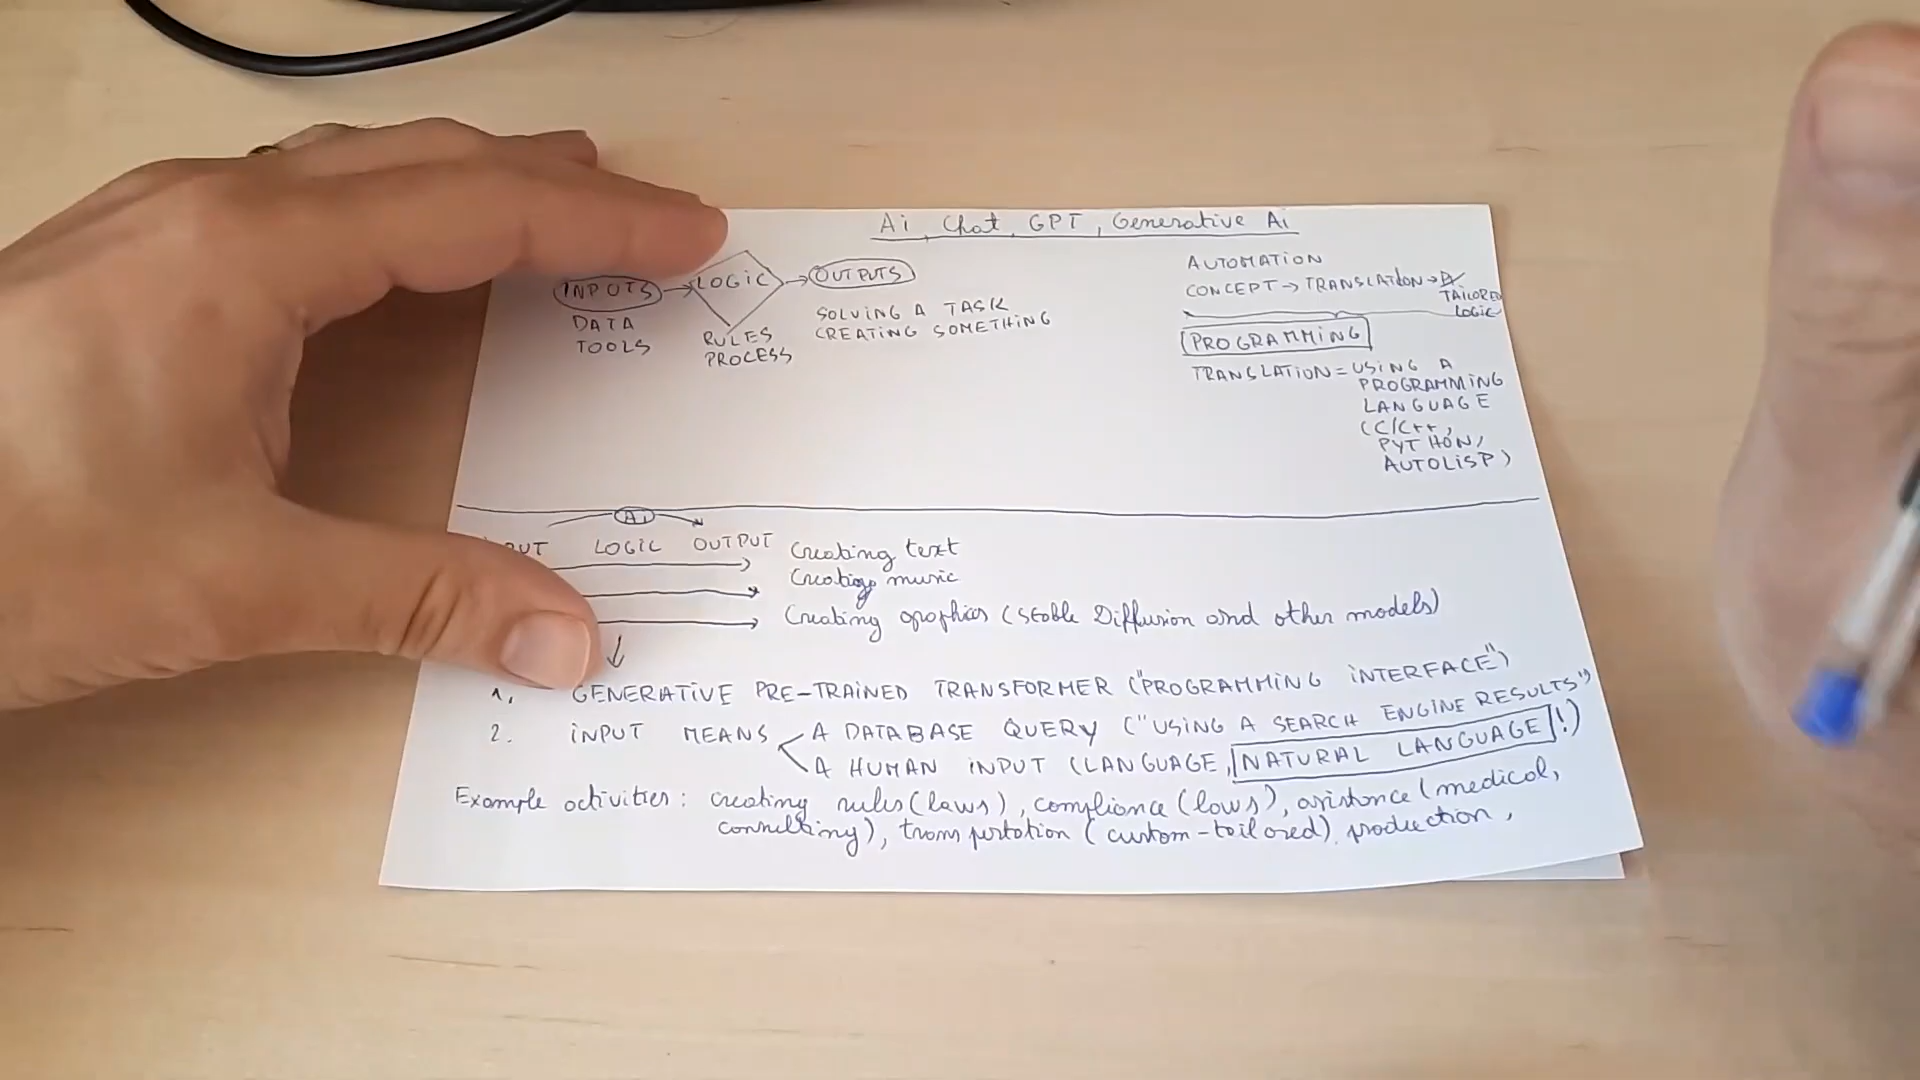 Ai, Chat, GPT, Generative Ai
INPUTS → LOGIC → OUTPUTS
DATA
TOOLS
RULES
PROCESS
SOLVING A TASK
CREATING SOMETHING
AUTOMATION
CONCEPT → TRANSLATION →
TAILORED
LOGIC
PROGRAMMING
TRANSLATION = USING A
PROGRAMMING
LANGUAGE
(C/C++,
PYTHON,
AUTOLISP)
Ai
LOGIC OUTPUT
Creating text
Creating music
Creating graphics (Stable Diffusion and other models)
1. GENERATIVE PRE-TRAINED TRANSFORMER ("PROGRAMMING INTERFACE")
2. INPUT MEANS A DATABASE QUERY ("USING A SEARCH ENGINE RESULTS")
A HUMAN INPUT (LANGUAGE, NATURAL LANGUAGE!)
Example activities: creating rules (laws), compliance (laws), assistance (medical,
consulting), transportation (custom-tailored), production,